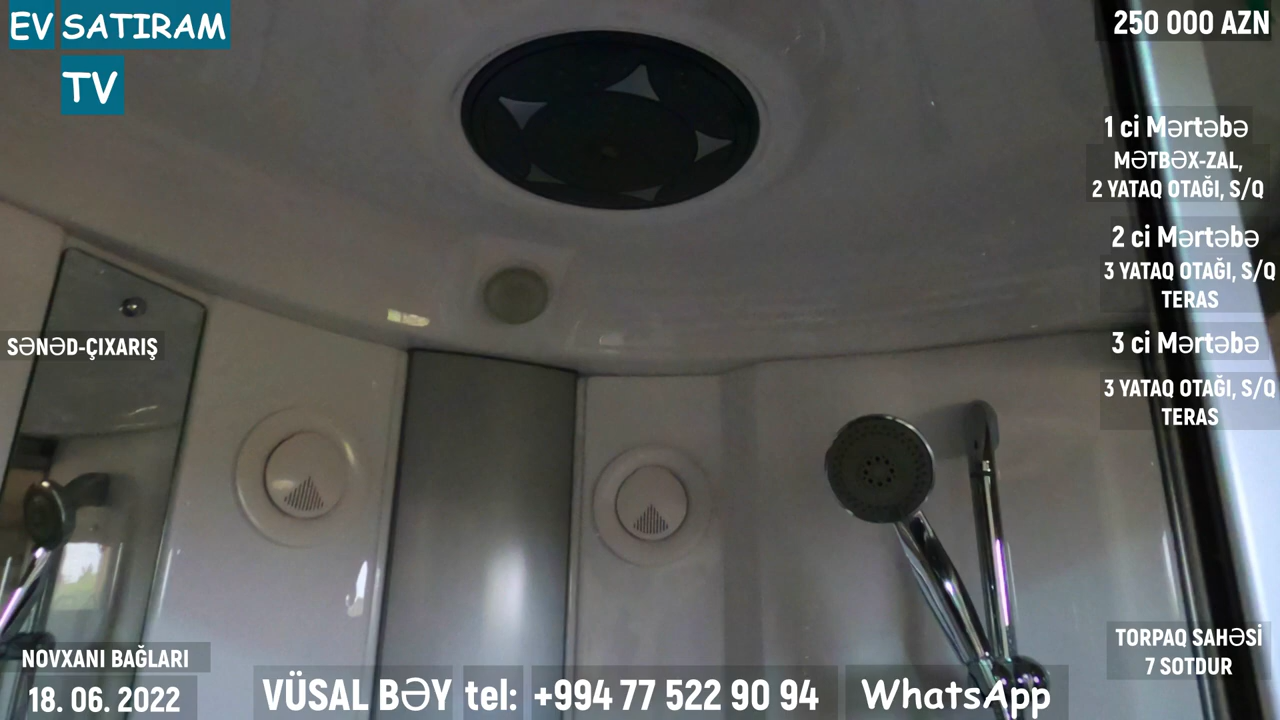 EV SATIRAM
TV
250 000 AZN
1 ci Mərtəbə
MƏTBƏX-ZAL,
2 YATAQ OTAĞI, S/Q
2 ci Mərtəbə
3 YATAQ OTAĞI, S/Q
TERAS
3 ci Mərtəbə
3 YATAQ OTAĞI, S/Q
TERAS
SƏNƏD-ÇIXARIŞ
TORPAQ SAHƏSİ
7 SOTDUR
NOVXANI BAĞLARI
18. 06. 2022
VÜSAL BƏY tel: +994 77 522 90 94 WhatsApp